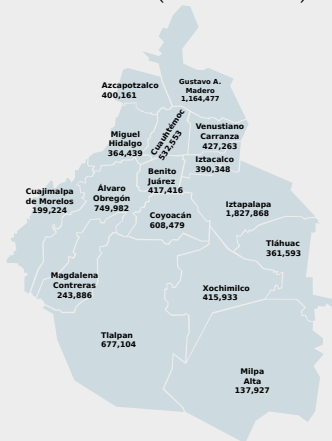 Gustavo A.
Madero
1,164,477
Azcapotzalco
400,161
Cuauhtémoc
532,553
Venustiano
Carranza
427,263
Miguel
Hidalgo
364,439
Iztacalco
390,348
Benito
Juárez
417,416
Cuajimalpa
de Morelos
199,224
Álvaro
Obregón
749,982
Iztapalapa
1,827,868
Coyoacán
608,479
Tláhuac
361,593
Magdalena
Contreras
243,886
Xochimilco
415,933
Tlalpan
677,104
Milpa
Alta
137,927